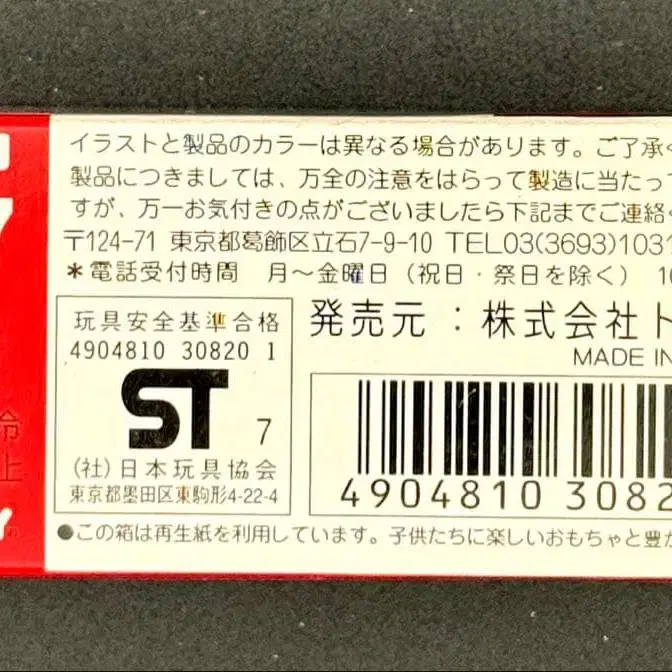 イラストと製品のカラーは異なる場合があります。ご了承く
製品につきましては、万全の注意をはらって製造に当たって
すが、万一お気付きの点がございましたら下記までご連絡
〒124-71 東京都葛飾区立石7-9-10 TEL03(3693)1031
＊電話受付時間 月〜金曜日(祝日・祭日を除く) 10
玩具安全基準合格
4904810 30820 1
ST 7
(社)日本玩具協会
東京都墨田区東駒形4-22-4
発売元：株式会社ト
MADE IN
4904810 3082
●この箱は再生紙を利用しています。子供たちに楽しいおもちゃと豊か
冷
上